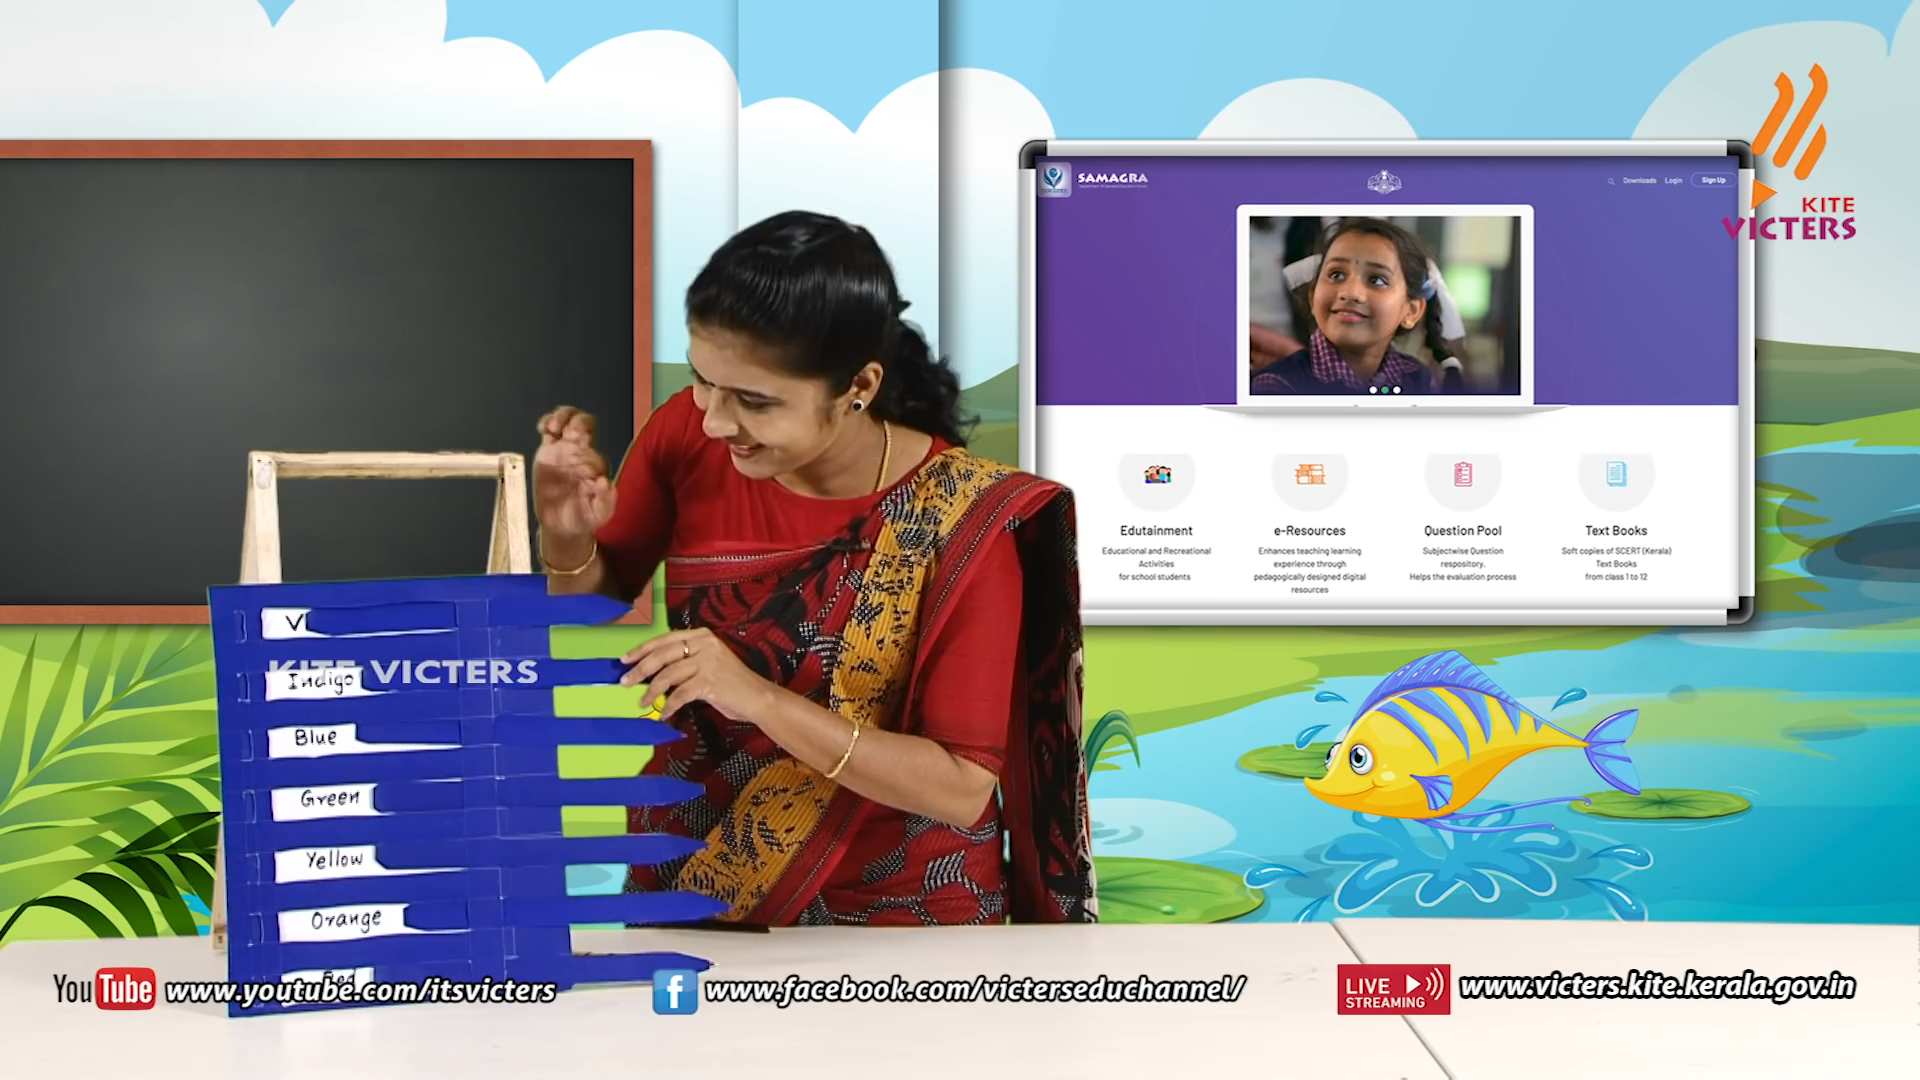 SAMAGRA
Downloads
Login
Sign Up
KITE
VICTERS
Edutainment
Educational and Recreational
Activities
for school students
e-Resources
Enhances teaching learning
experience through
pedagogically designed digital
resources
Question Pool
Subjectwise Question
respository.
Helps the evaluation process
Text Books
Soft copies of SCERT (Kerala)
Text Books
from class 1 to 12
V
KITE VICTERS
Indigo
Blue
Green
Yellow
Orange
Red
YouTube www.youtube.com/itsvicters
f www.facebook.com/victerseduchannel/
LIVE
STREAMING
www.victers.kite.kerala.gov.in